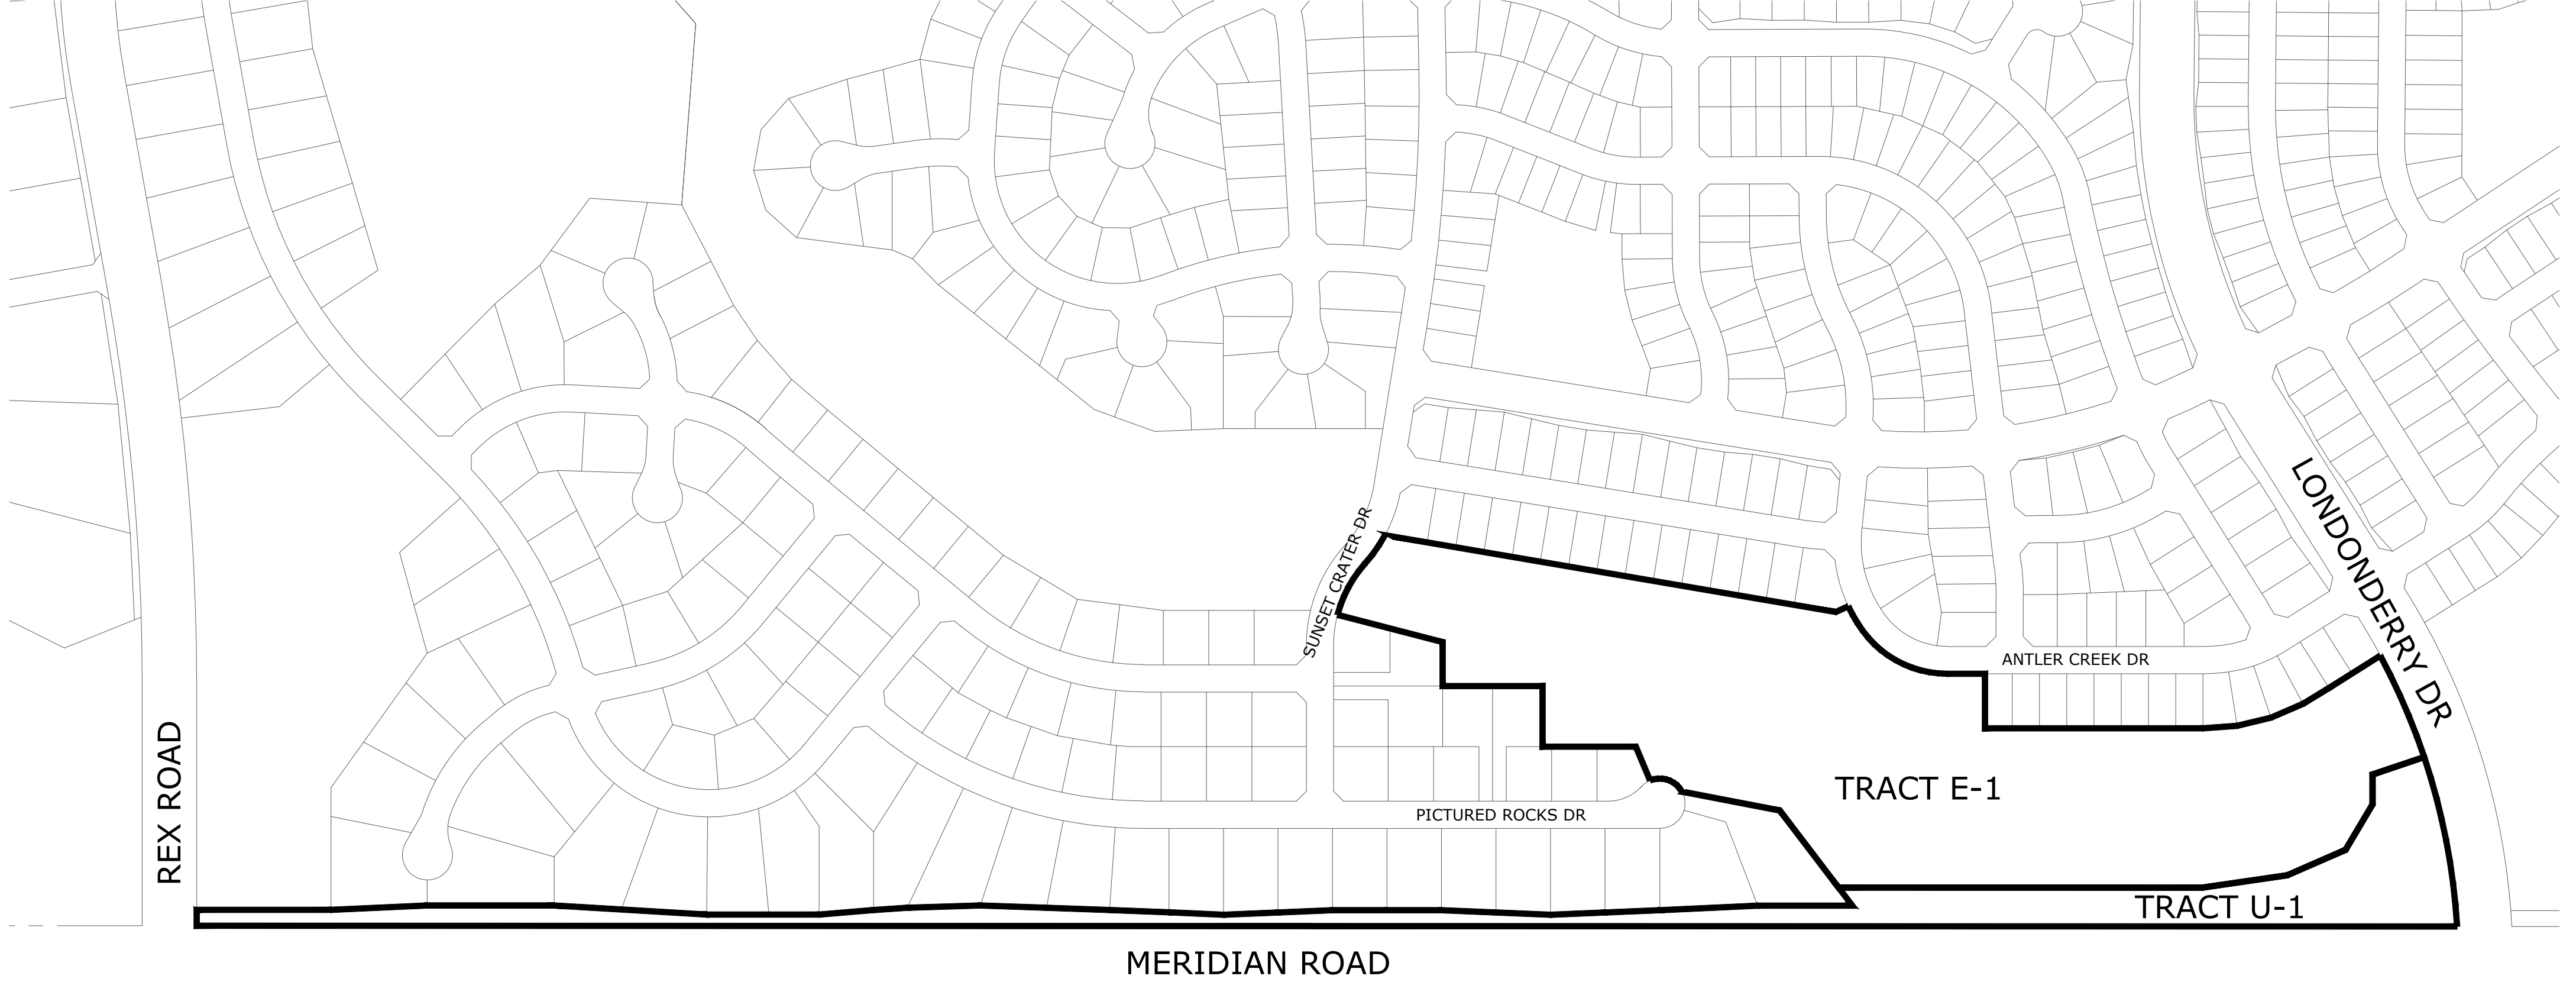 LONDONDERRY DR
SUNSET CRATER DR
ANTLER CREEK DR
REX ROAD
TRACT E-1
PICTURED ROCKS DR
TRACT U-1
MERIDIAN ROAD